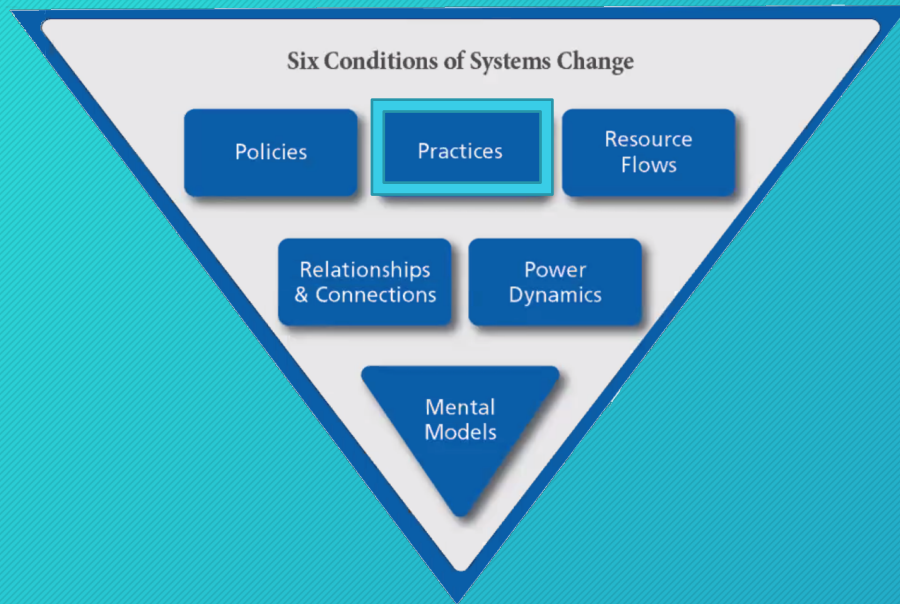 Six Conditions of Systems Change
Policies
Practices
Resource
Flows
Relationships
& Connections
Power
Dynamics
Mental
Models